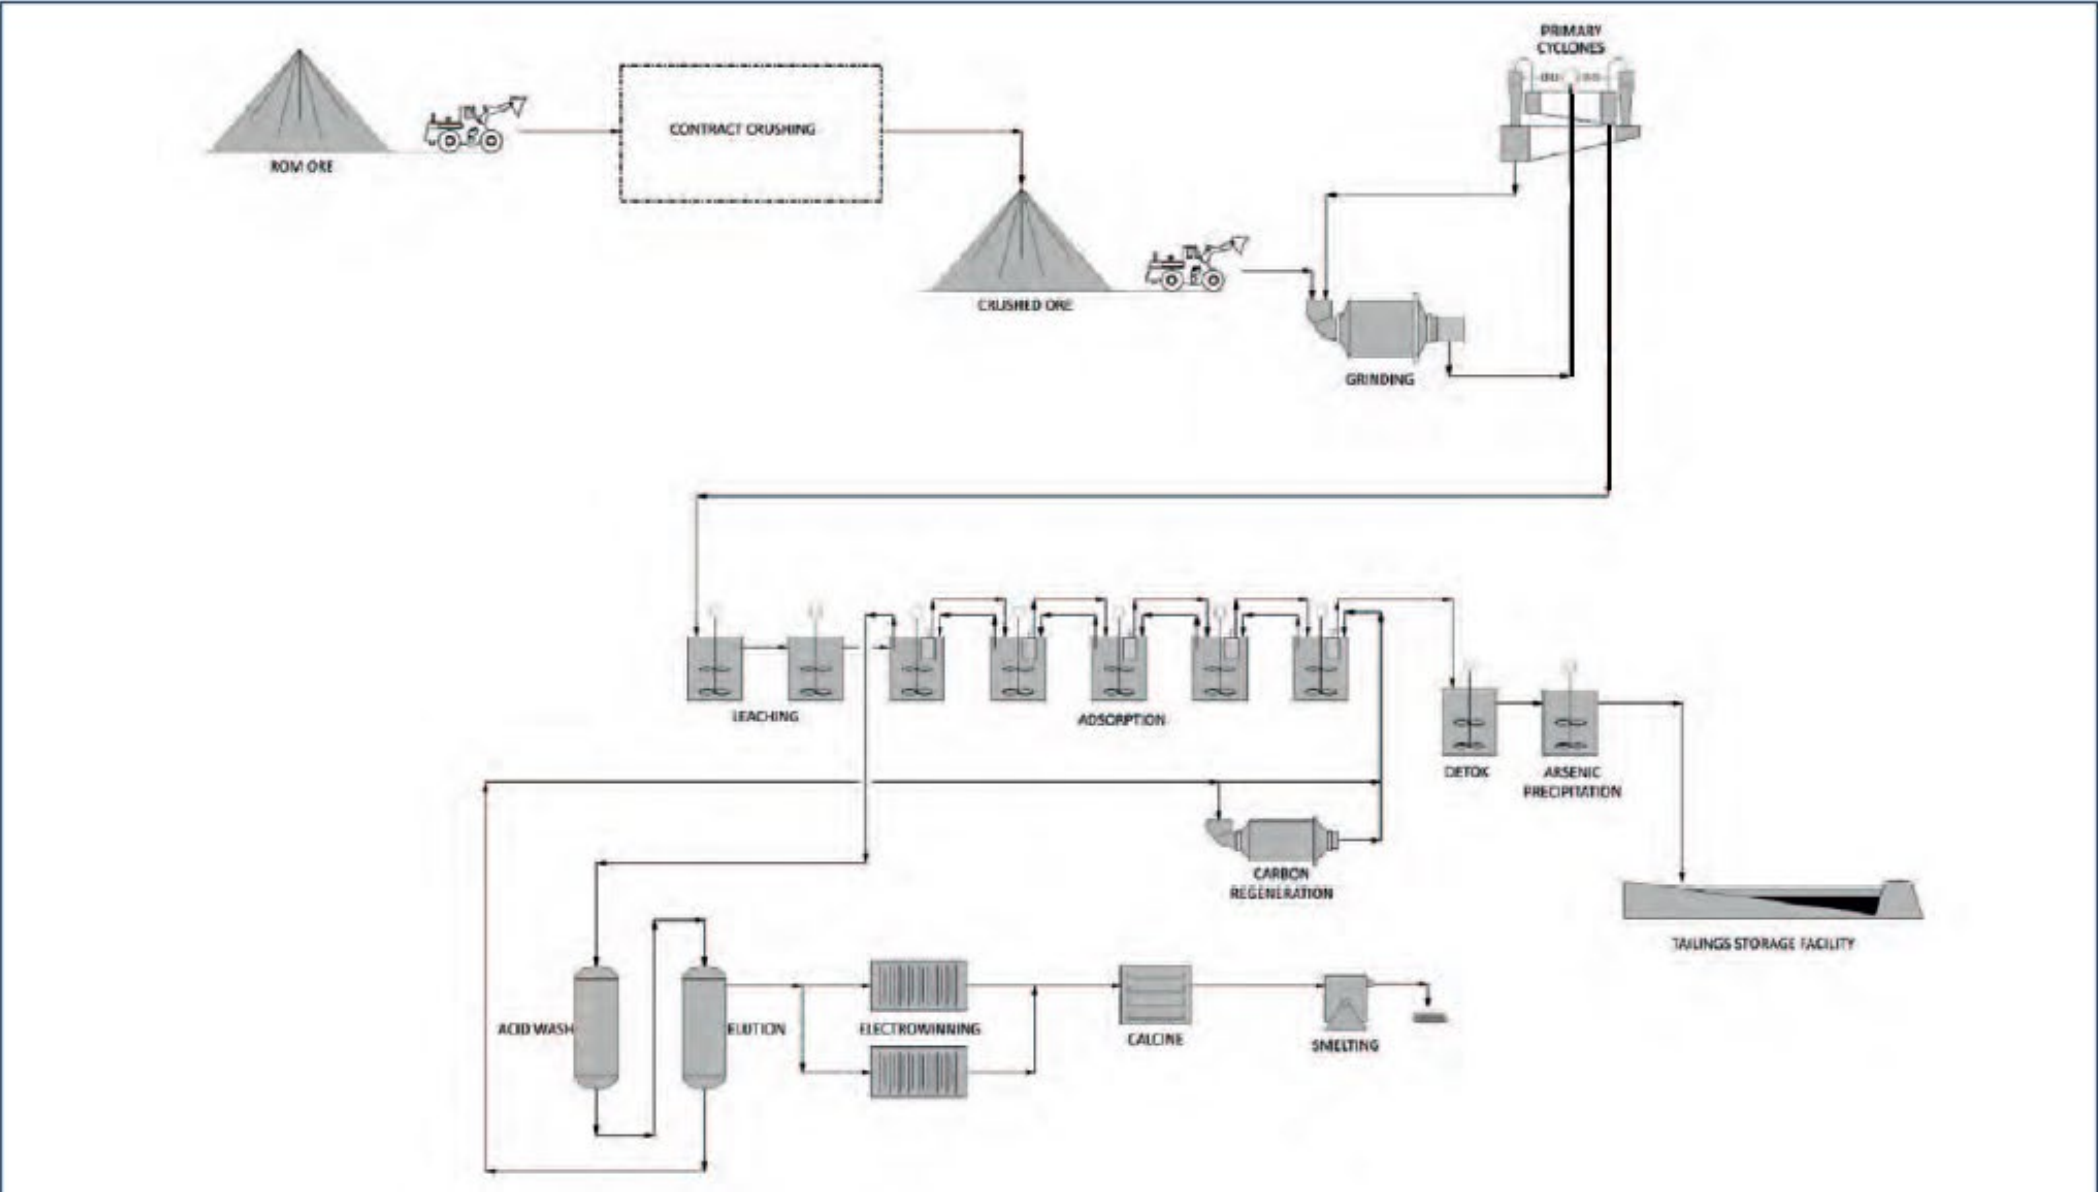 PRIMARY
CYCLONES
ROM ORE
CONTRACT CRUSHING
CRUSHED ORE
GRINDING
LEACHING
ADSORPTION
DETOX
ARSENIC
PRECIPITATION
CARBON
REGENERATION
TAILINGS STORAGE FACILITY
ACID WASH
ELUTION
ELECTROWINNING
CALCINE
SMELTING